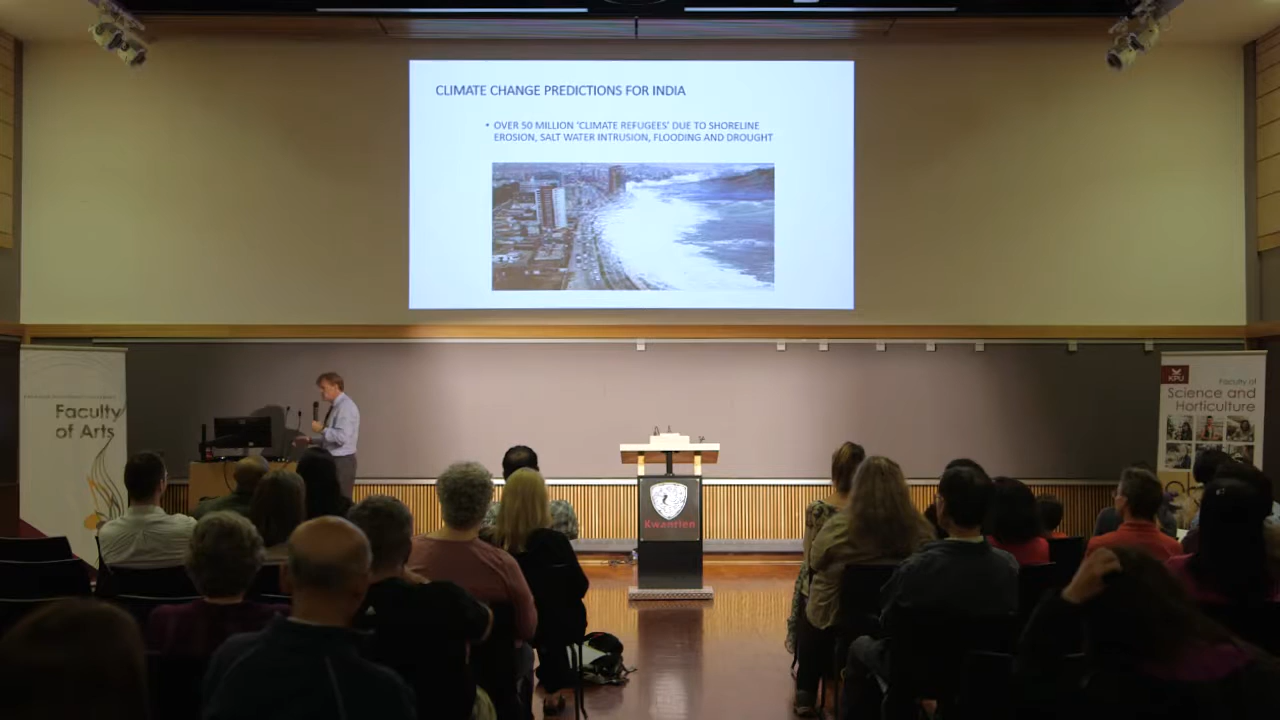 CLIMATE CHANGE PREDICTIONS FOR INDIA
• OVER 50 MILLION 'CLIMATE REFUGEES' DUE TO SHORELINE
EROSION, SALT WATER INTRUSION, FLOODING AND DROUGHT
Faculty
of Arts
Kwantlen
KPU
Faculty of
Science and
Horticulture